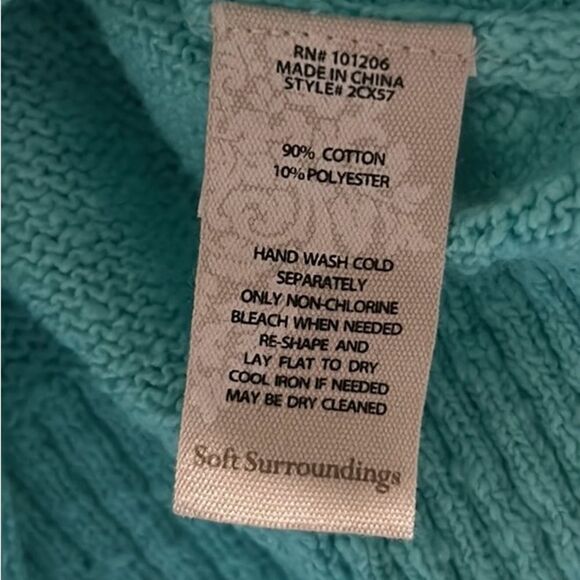 RN# 101206
MADE IN CHINA
STYLE# 2CX57
90% COTTON
10% POLYESTER
HAND WASH COLD
SEPARATELY
ONLY NON-CHLORINE
BLEACH WHEN NEEDED
RE-SHAPE AND
LAY FLAT TO DRY
COOL IRON IF NEEDED
MAY BE DRY CLEANED
Soft Surroundings